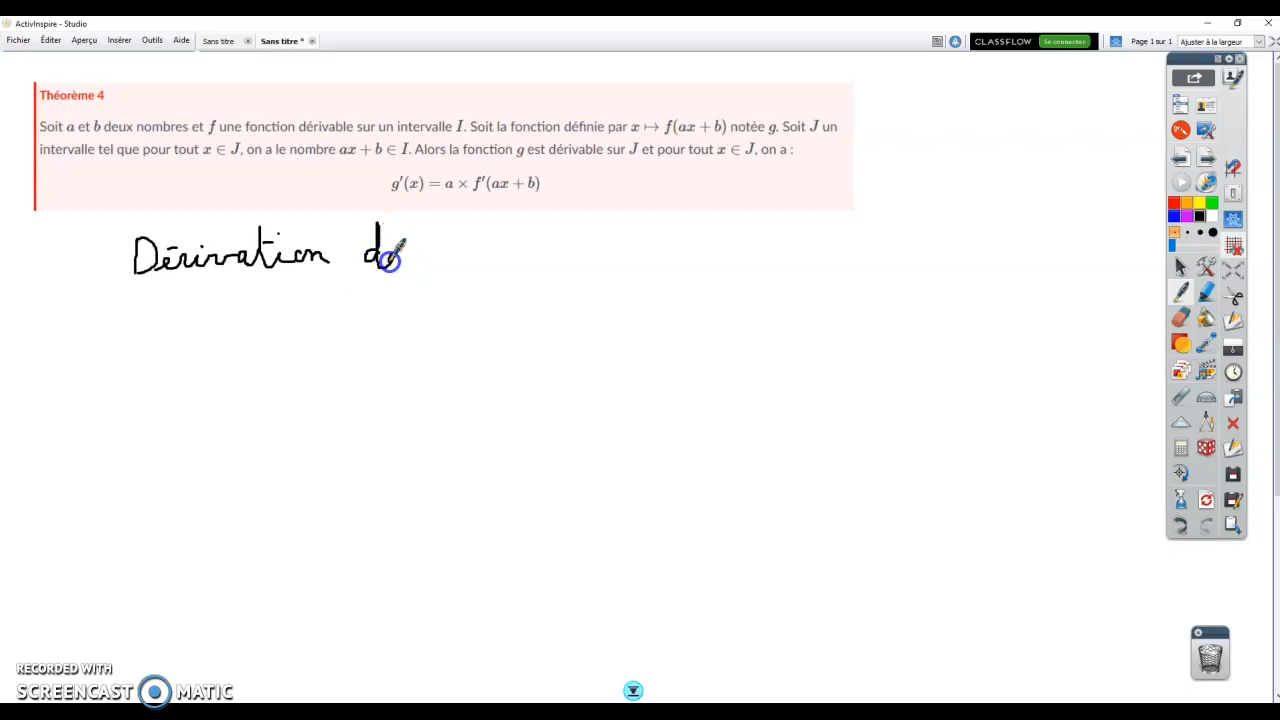 ActivInspire - Studio
Fichier Éditer Aperçu Insérer Outils Aide
Sans titre
Sans titre *
CLASSFLOW
Se connecter
Page 1 sur 1
Ajuster à la largeur
Théorème 4
Soit a et b deux nombres et f une fonction dérivable sur un intervalle I. Soit la fonction définie par x ↦ f(ax + b) notée g. Soit J un
intervalle tel que pour tout x ∈ J, on a le nombre ax + b ∈ I. Alors la fonction g est dérivable sur J et pour tout x ∈ J, on a :
g′(x) = a × f′(ax + b)
Dérivation
RECORDED WITH
SCREENCAST MATIC